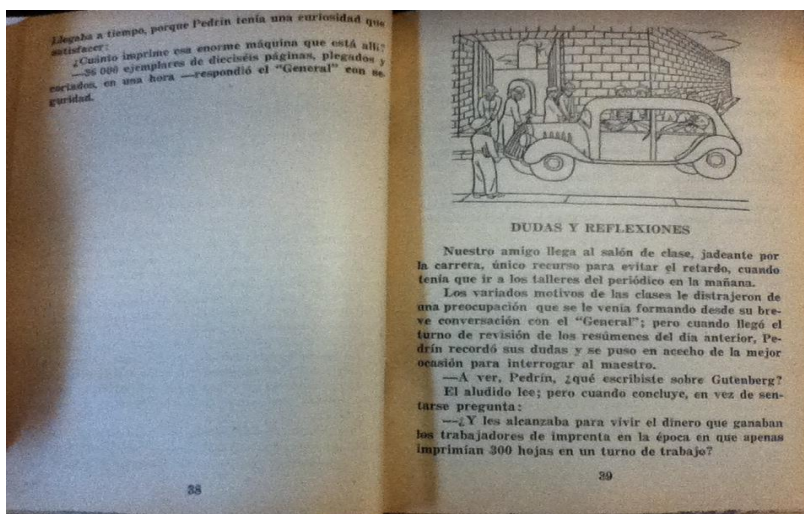 Llegaba a tiempo, porque Pedrín tenía una curiosidad que
satisfacer:
¿Cuánto imprime esa enorme máquina que está allí?
—36 000 ejemplares de dieciséis páginas, plegados y
cortados, en una hora —respondió el "General" con se-
guridad.
38
DUDAS Y REFLEXIONES
Nuestro amigo llega al salón de clase, jadeante por
la carrera, único recurso para evitar el retardo, cuando
tenía que ir a los talleres del periódico en la mañana.
Los variados motivos de las clases le distrajeron de
una preocupación que se le venía formando desde su bre-
ve conversación con el "General"; pero cuando llegó el
turno de revisión de los resúmenes del día anterior, Pe-
drín recordó sus dudas y se puso en acecho de la mejor
ocasión para interrogar al maestro.
—A ver, Pedrín, ¿qué escribiste sobre Gutenberg?
El aludido lee; pero cuando concluye, en vez de sen-
tarse pregunta:
—¿Y les alcanzaba para vivir el dinero que ganaban
los trabajadores de imprenta en la época en que apenas
imprimían 300 hojas en un turno de trabajo?
39